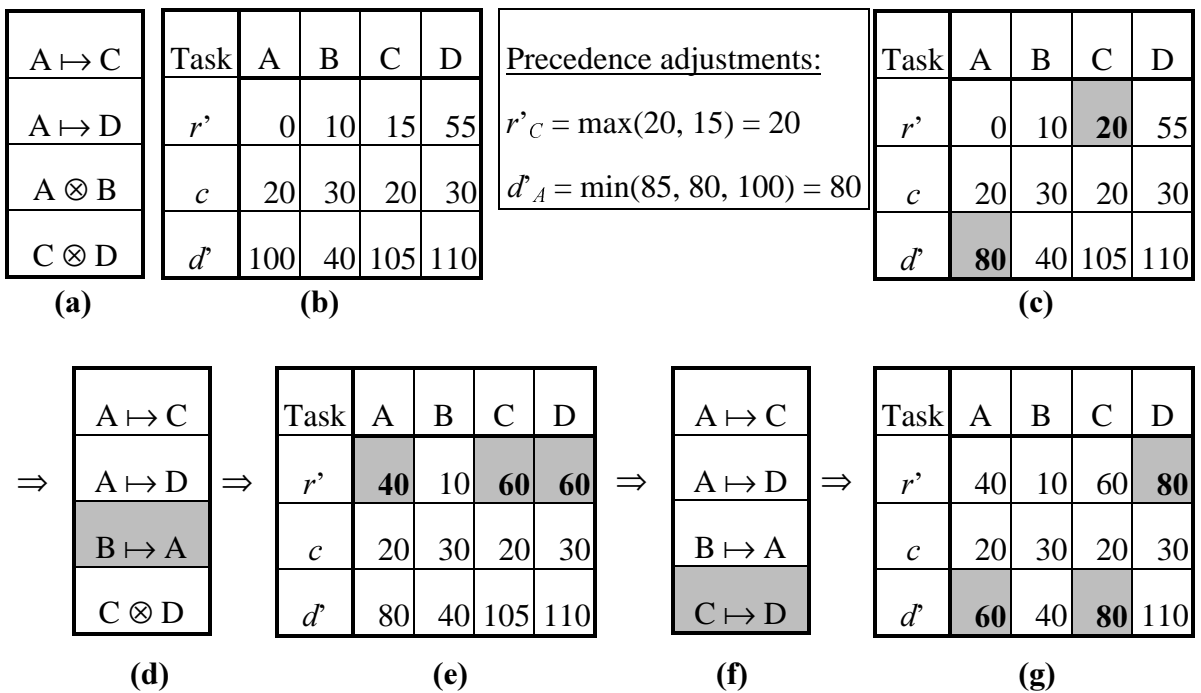 A ↦ C
A ↦ D
A ⊗ B
C ⊗ D
(a)
Task A B C D
r’ 0 10 15 55
c 20 30 20 30
d’ 100 40 105 110
(b)
Precedence adjustments:
r’C = max(20, 15) = 20
d’A = min(85, 80, 100) = 80
Task A B C D
r’ 0 10 20 55
c 20 30 20 30
d’ 80 40 105 110
(c)
⇒
A ↦ C
A ↦ D
B ↦ A
C ⊗ D
(d)
⇒
Task A B C D
r’ 40 10 60 60
c 20 30 20 30
d’ 80 40 105 110
(e)
⇒
A ↦ C
A ↦ D
B ↦ A
C ↦ D
(f)
⇒
Task A B C D
r’ 40 10 60 80
c 20 30 20 30
d’ 60 40 80 110
(g)